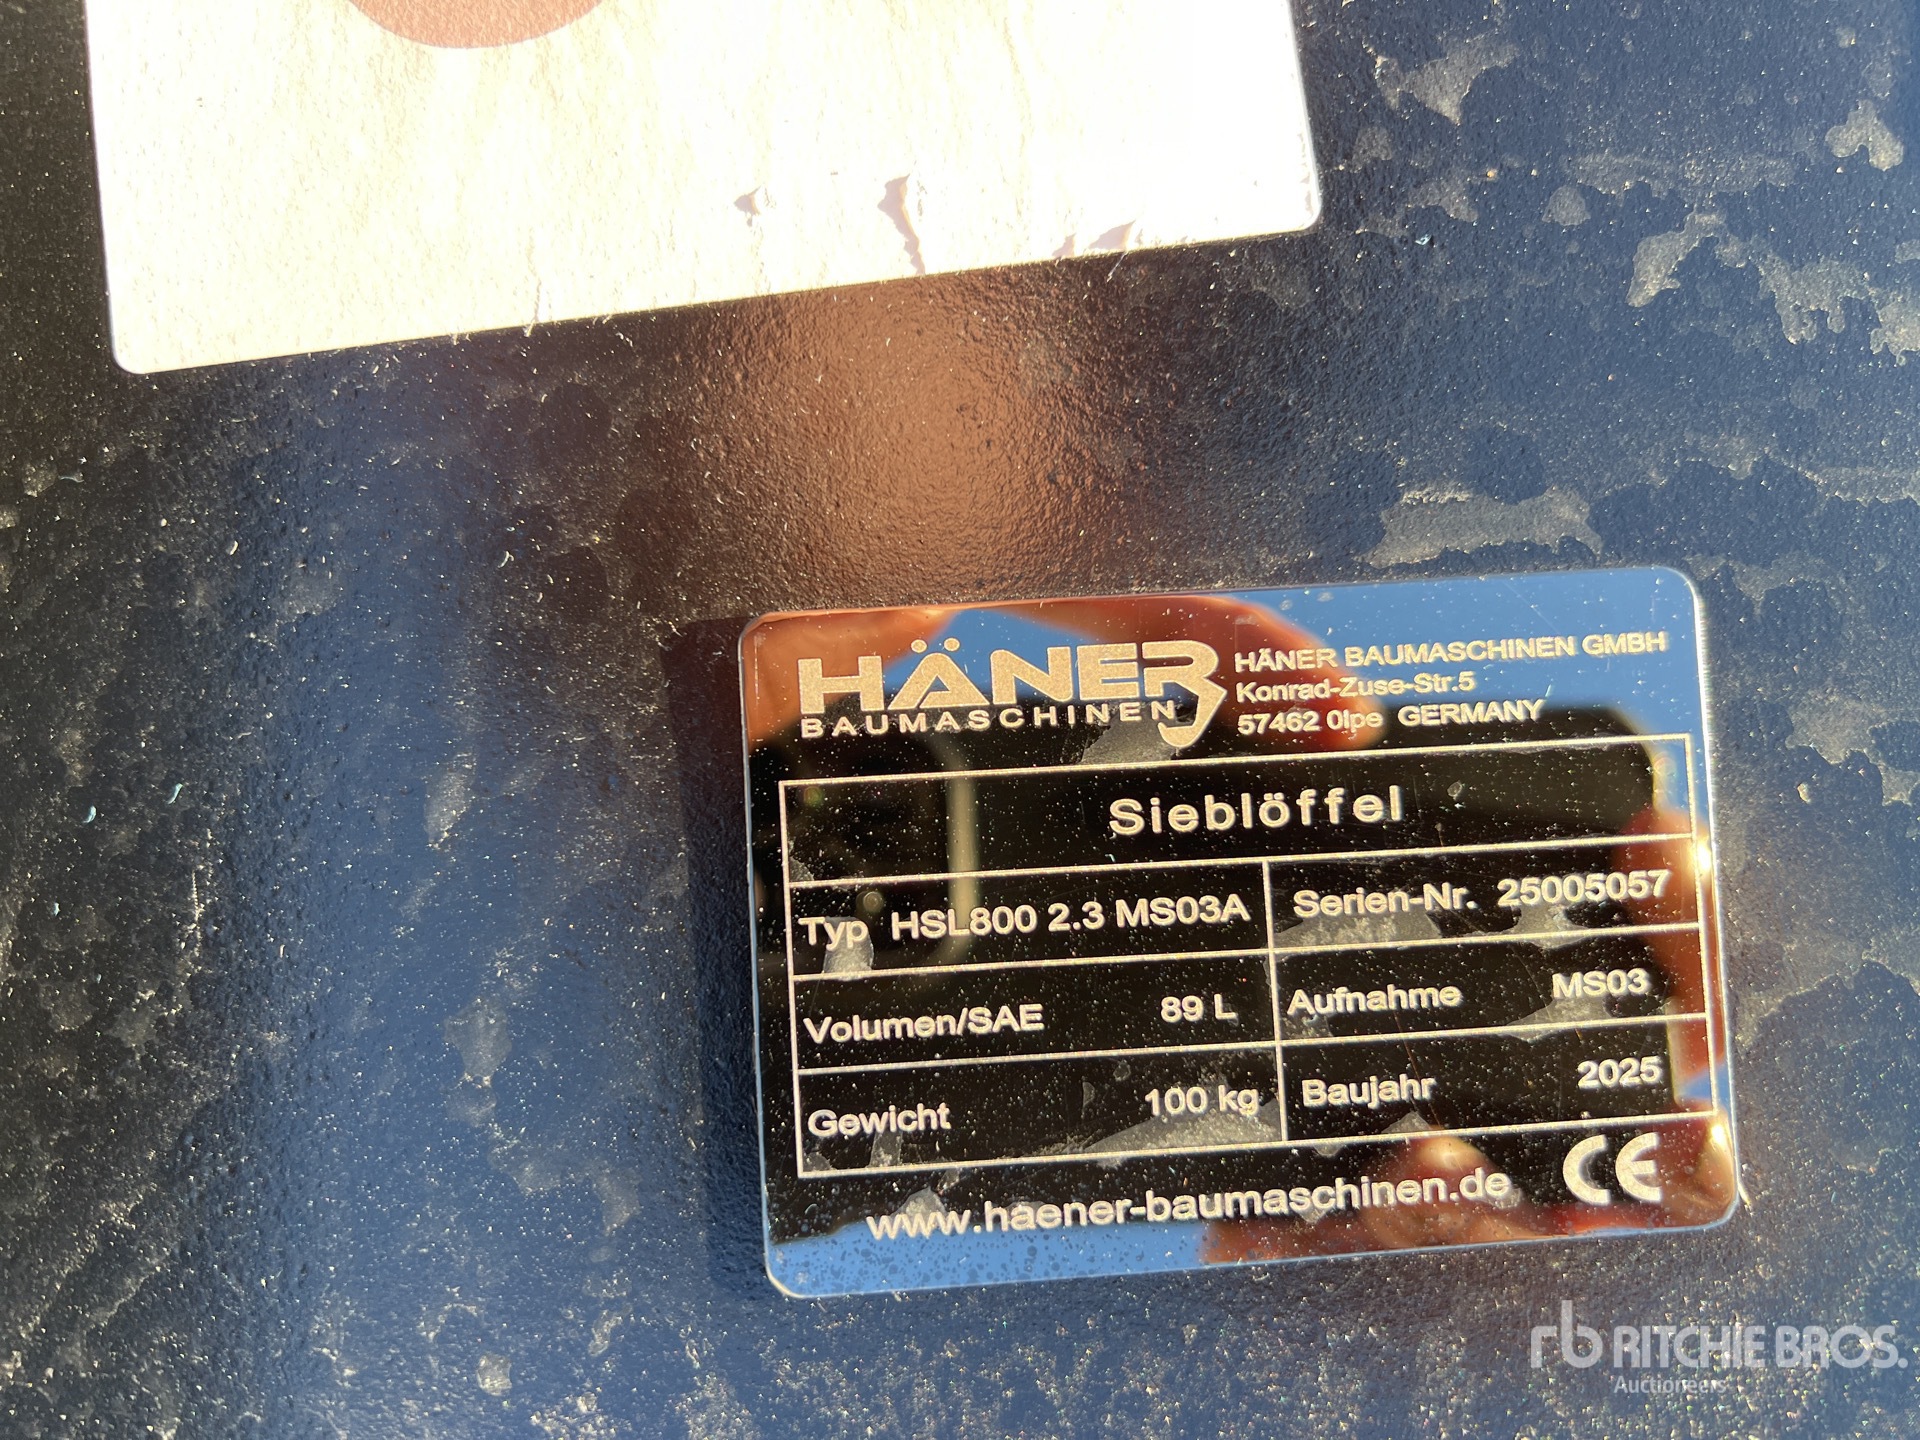 HÄNER
BAUMASCHINEN
HÄNER BAUMASCHINEN GMBH
Konrad-Zuse-Str.5
57462 Olpe GERMANY
Sieblöffel
Typ HSL800 2.3 MS03A
Serien-Nr. 25005057
Volumen/SAE 89 L
Aufnahme MS03
Gewicht 100 kg
Baujahr 2025
www.haener-baumaschinen.de CE
rb RITCHIE BROS.
Auctioneers